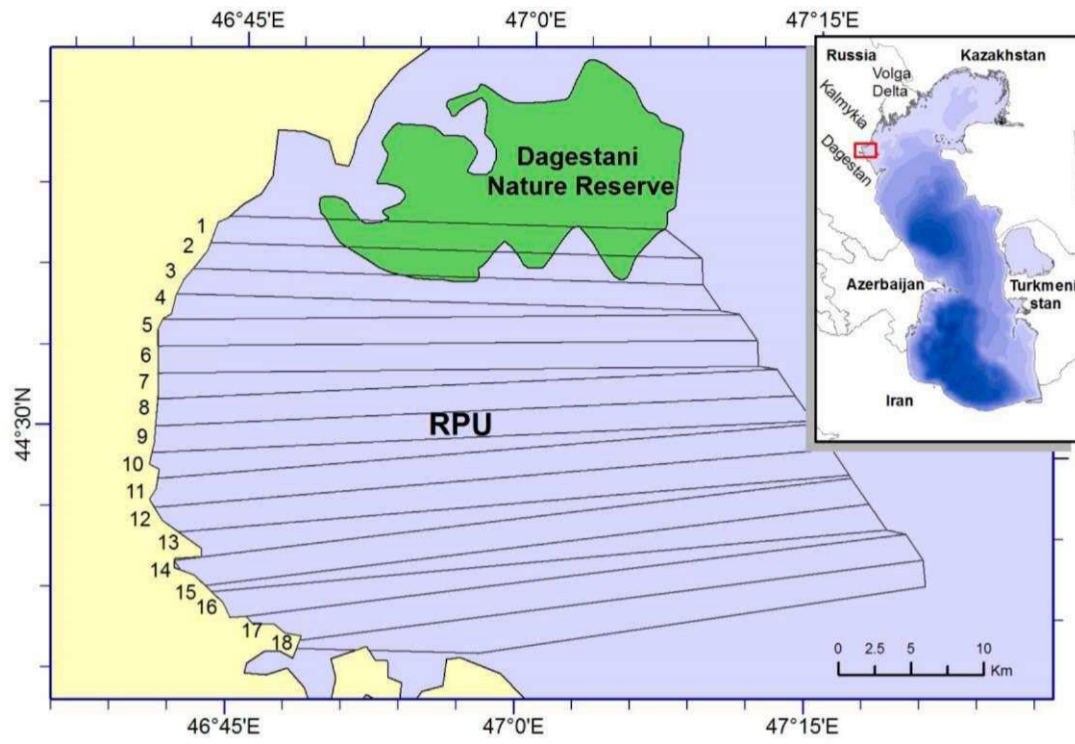 46°45'E
47°0'E
47°15'E
Russia
Kazakhstan
Volga
Delta
Kalmykia
Dagestan
Azerbaijan
Turkmeni
stan
Iran
Dagestani
Nature Reserve
1
2
3
4
5
6
7
8
9
10
11
12
13
14
15
16
17
18
RPU
44°30'N
0
2.5
5
10
Km
46°45'E
47°0'E
47°15'E